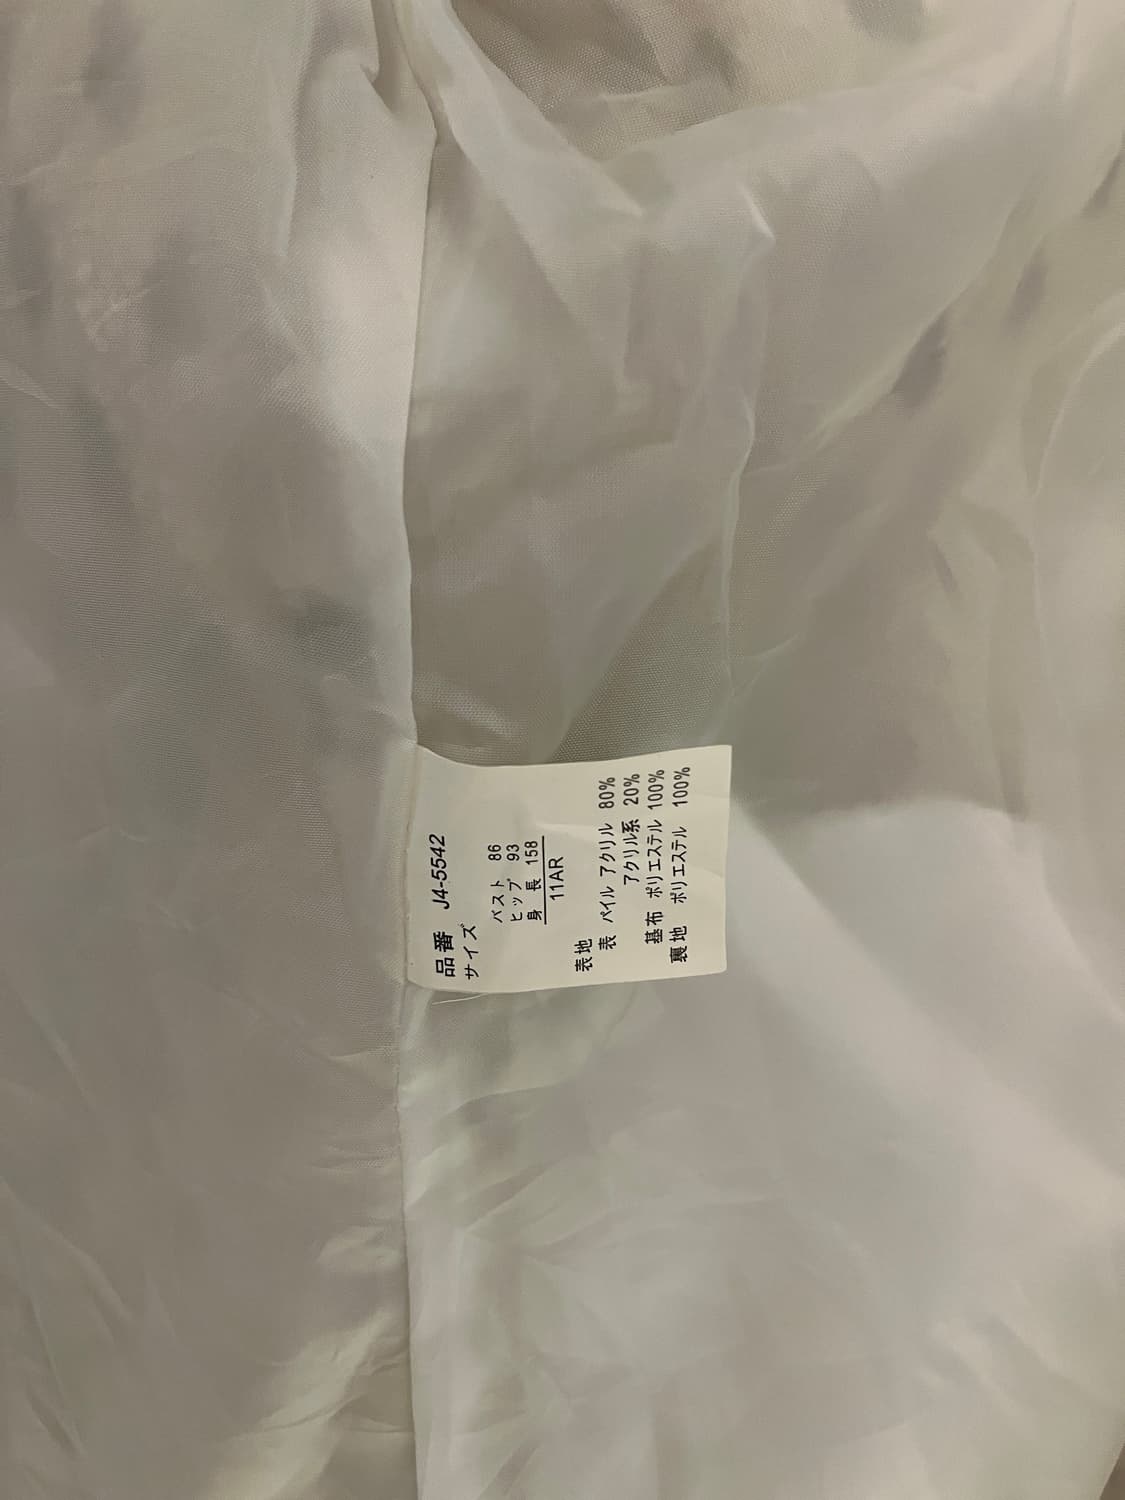 品番 J4-5542
サイズ
バスト 86
ヒップ 93
身長 158
11AR
表地
表 パイル アクリル 80%
アクリル系 20%
基布 ポリエステル 100%
裏地 ポリエステル 100%